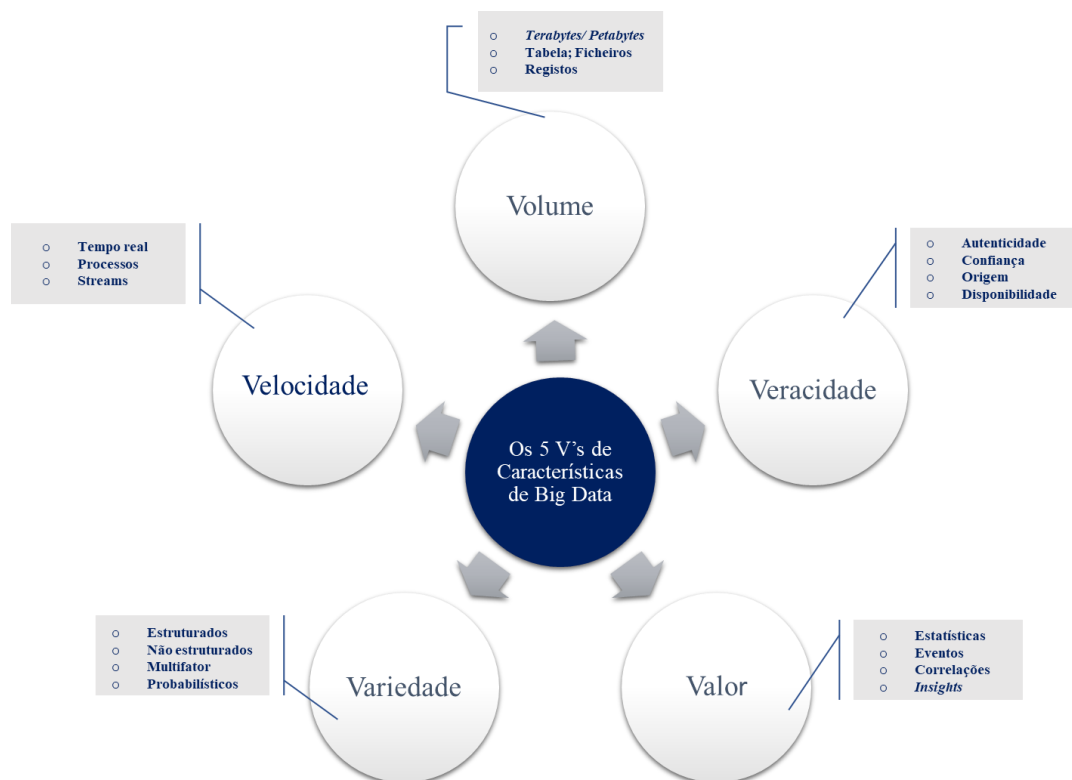 Terabytes/ Petabytes
Tabela; Ficheiros
Registos
Volume
Tempo real
Processos
Streams
Velocidade
Autenticidade
Confiança
Origem
Disponibilidade
Veracidade
Os 5 V’s de
Características
de Big Data
Estruturados
Não estruturados
Multifator
Probabilísticos
Variedade
Estatísticas
Eventos
Correlações
Insights
Valor